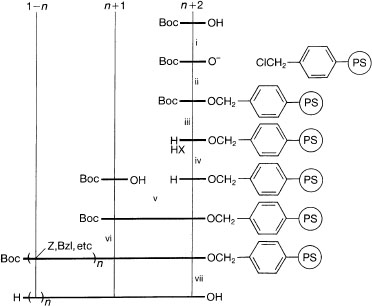 1–n n+1 n+2
Boc OH
i
Boc O⁻ ClCH₂ PS
ii
Boc OCH₂ PS
iii
H OCH₂ PS
HX
iv
Boc OH H OCH₂ PS
v
Boc OCH₂ PS
vi
Z,Bzl, etc
Boc ( )n OCH₂ PS
vii
H ( )n OH